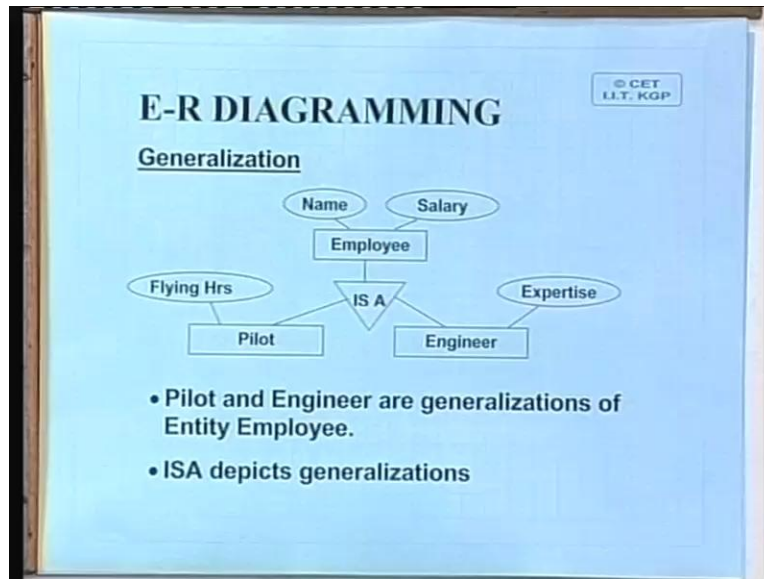 © CET
I.I.T. KGP
E-R DIAGRAMMING
Generalization
Name
Salary
Employee
Flying Hrs
IS A
Expertise
Pilot
Engineer
• Pilot and Engineer are generalizations of
Entity Employee.
• ISA depicts generalizations